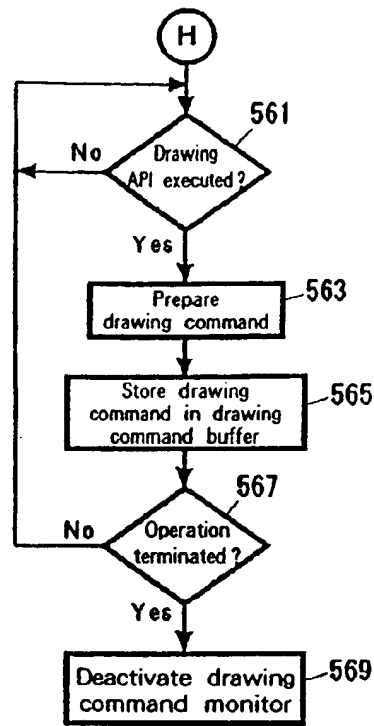 H
561
No
Drawing
API executed?
Yes
Prepare
drawing command
563
Store drawing
command in drawing
command buffer
565
567
No
Operation
terminated?
Yes
Deactivate drawing
command monitor
569